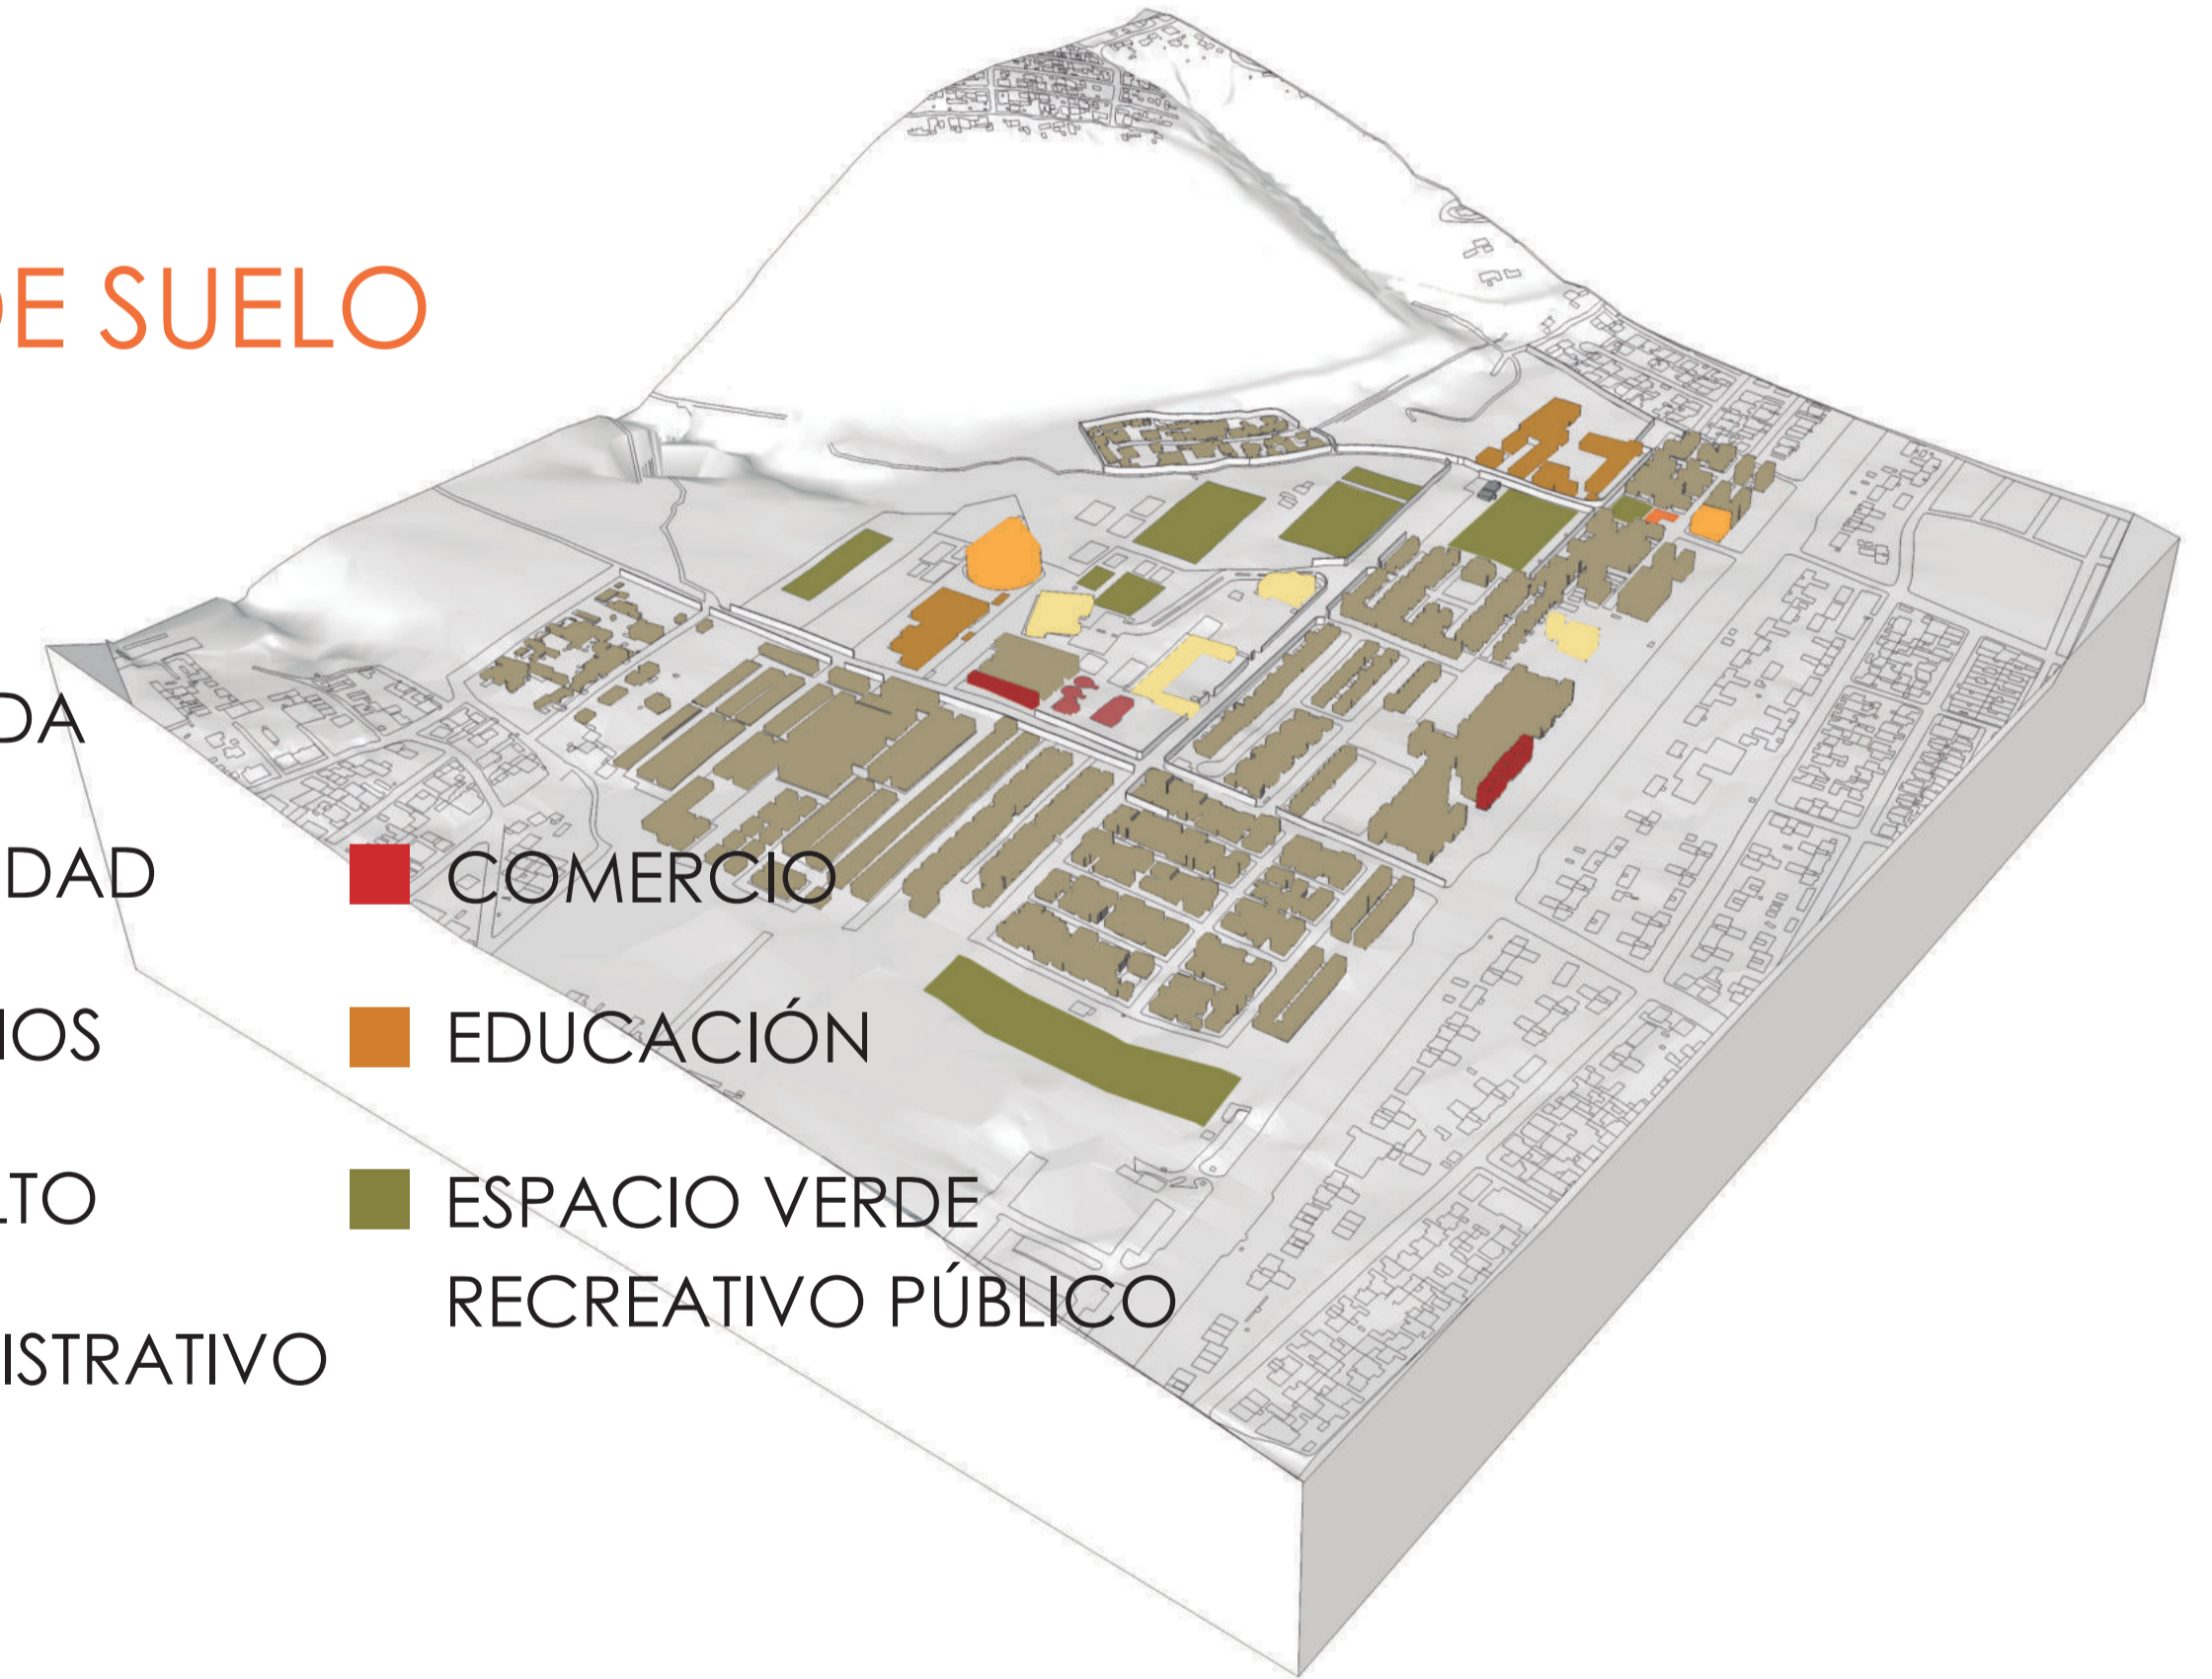 DE SUELO
DA
DAD
COMERCIO
IOS
EDUCACIÓN
LTO
ESPACIO VERDE
RECREATIVO PÚBLICO
ISTRATIVO